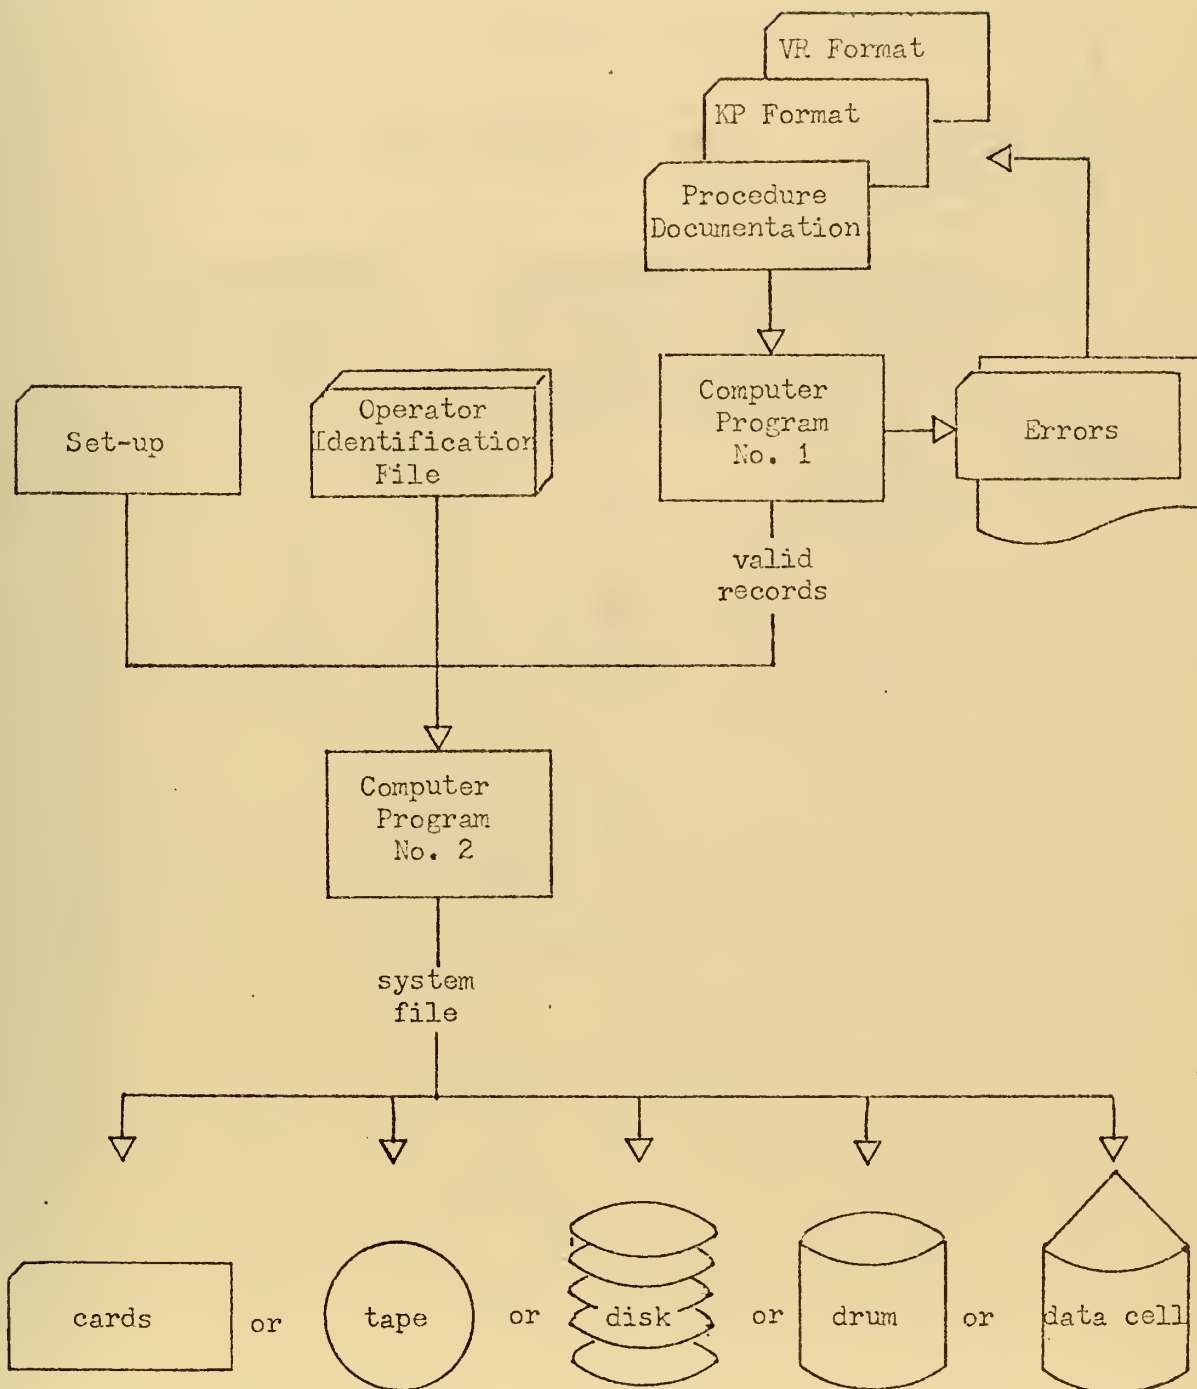 VR Format
KP Format
Procedure
Documentation
Computer
Program
No. 1
Errors
Set-up
Operator
Identification
File
valid
records
Computer
Program
No. 2
system
file
cards or tape or disk or drum or data cell